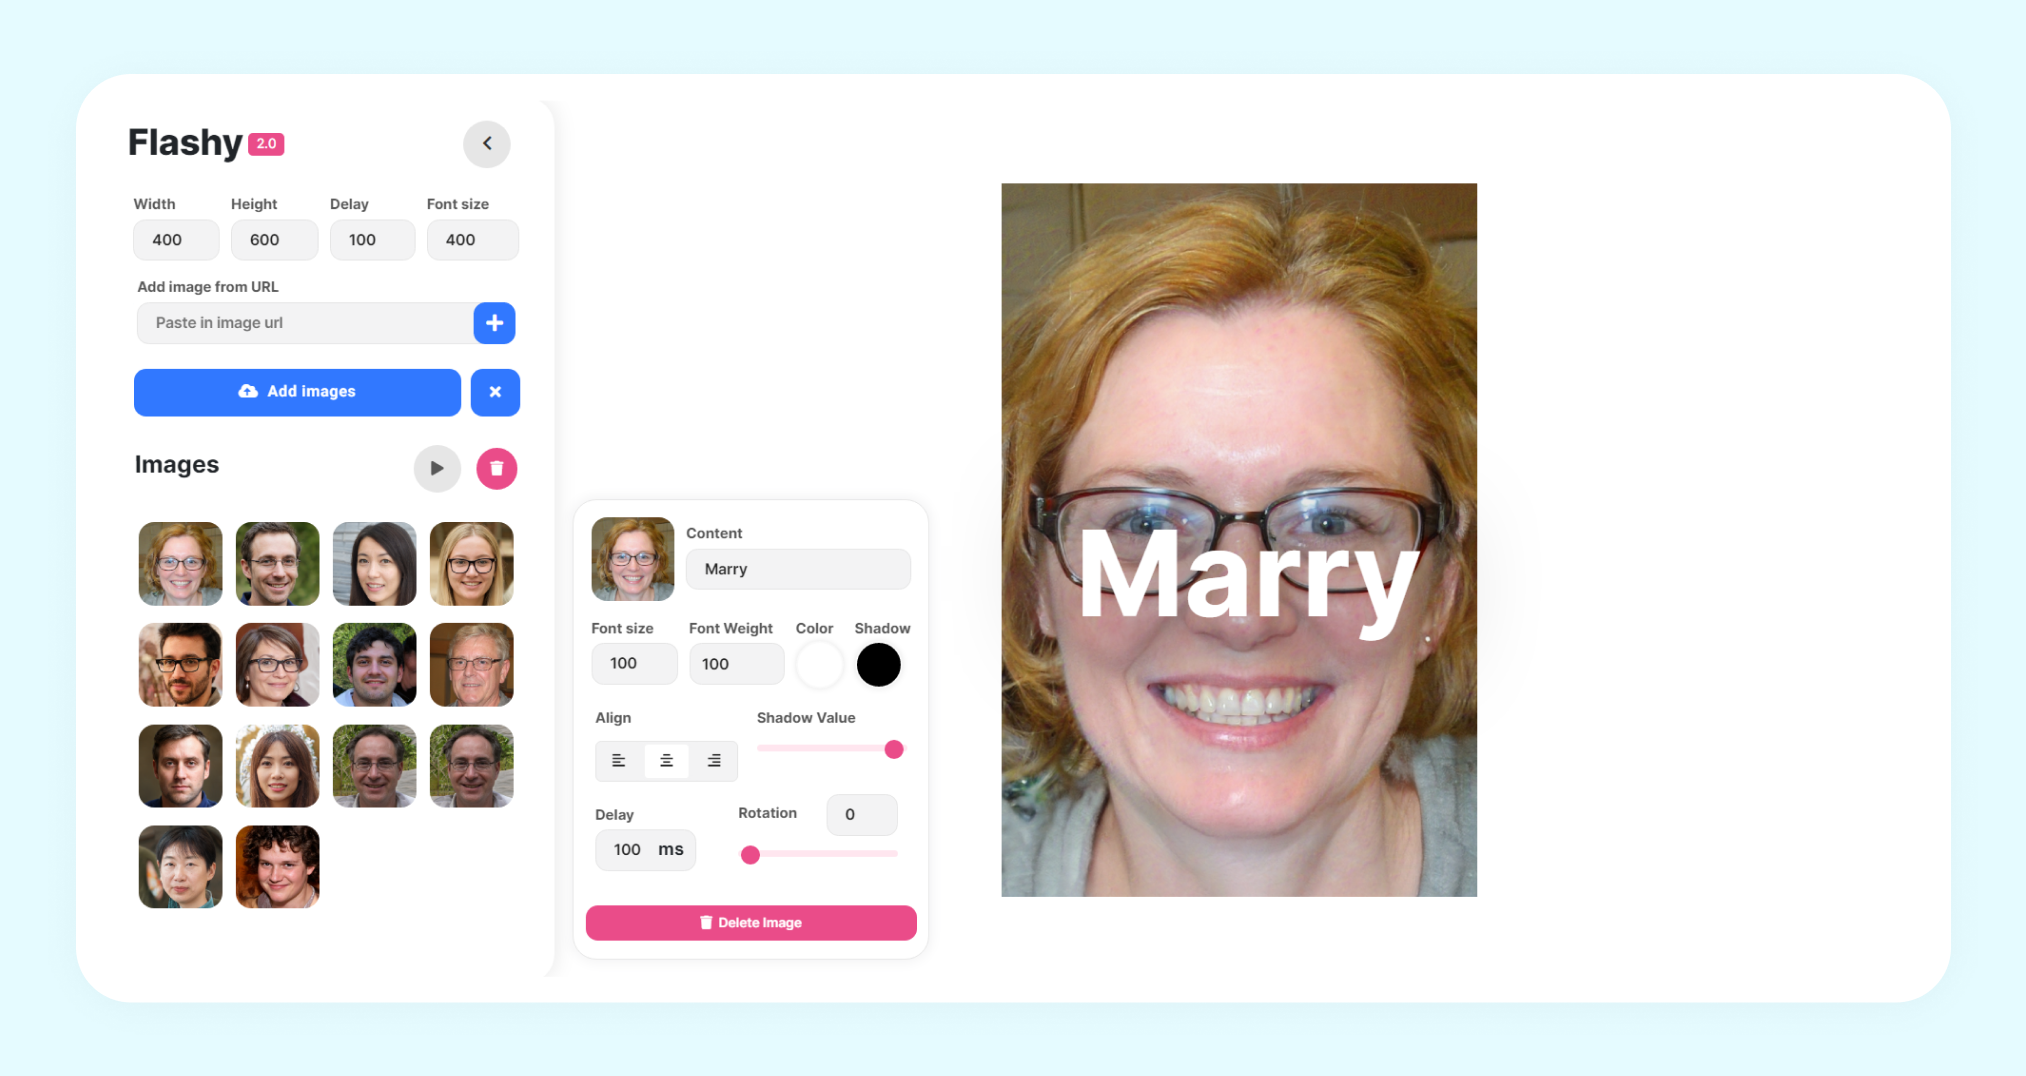 Flashy 2.0
Width Height Delay Font size
400 600 100 400
Add image from URL
Paste in image url
Add images
Images
Content
Marry
Font size Font Weight Color Shadow
100 100
Align Shadow Value
Delay Rotation 0
100 ms
Delete Image
Marry